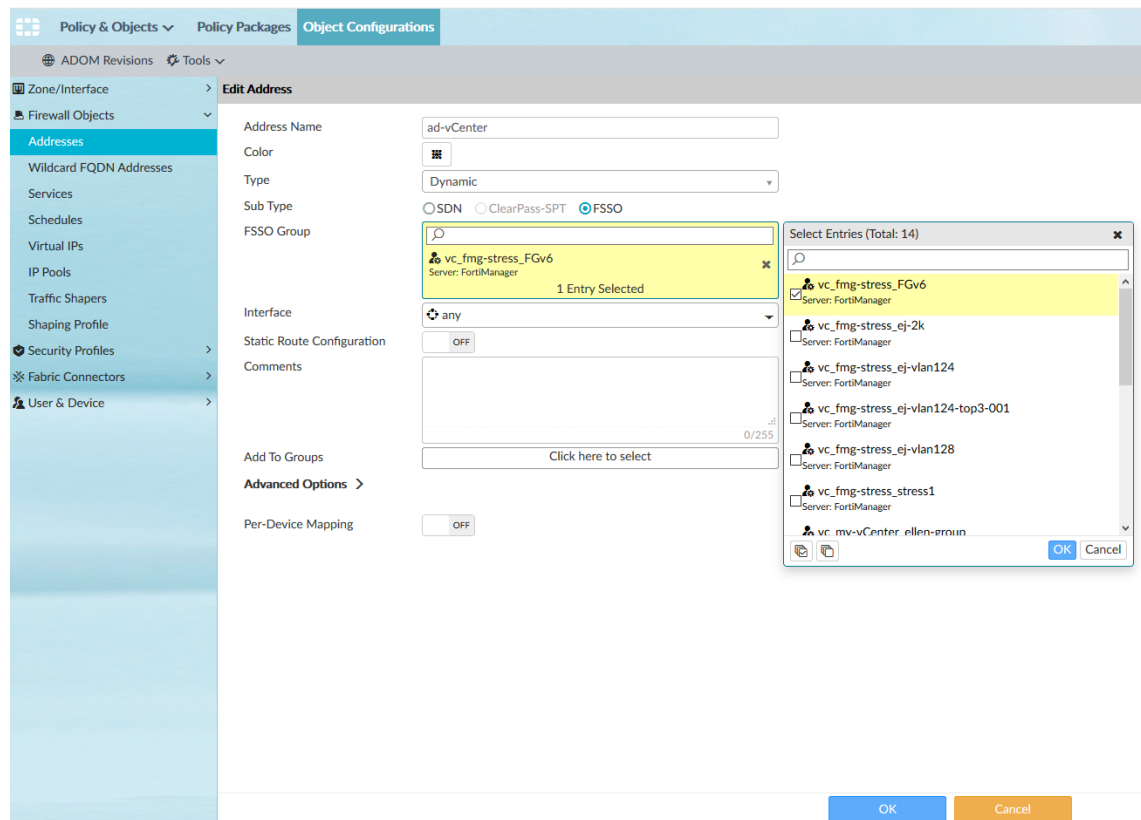 Policy & Objects Policy Packages Object Configurations
ADOM Revisions Tools
Zone/Interface
Firewall Objects
Addresses
Wildcard FQDN Addresses
Services
Schedules
Virtual IPs
IP Pools
Traffic Shapers
Shaping Profile
Security Profiles
Fabric Connectors
User & Device
Edit Address
Address Name ad-vCenter
Color
Type Dynamic
Sub Type SDN ClearPass-SPT FSSO
FSSO Group
vc_fmg-stress_FGv6
Server: FortiManager
1 Entry Selected
Interface any
Static Route Configuration OFF
Comments
0/255
Add To Groups Click here to select
Advanced Options
Per-Device Mapping OFF
Select Entries (Total: 14)
vc_fmg-stress_FGv6
Server: FortiManager
vc_fmg-stress_ej-2k
Server: FortiManager
vc_fmg-stress_ej-vlan124
Server: FortiManager
vc_fmg-stress_ej-vlan124-top3-001
Server: FortiManager
vc_fmg-stress_ej-vlan128
Server: FortiManager
vc_fmg-stress_stress1
Server: FortiManager
vc_my-vCenter_ellen-group
OK Cancel
OK Cancel